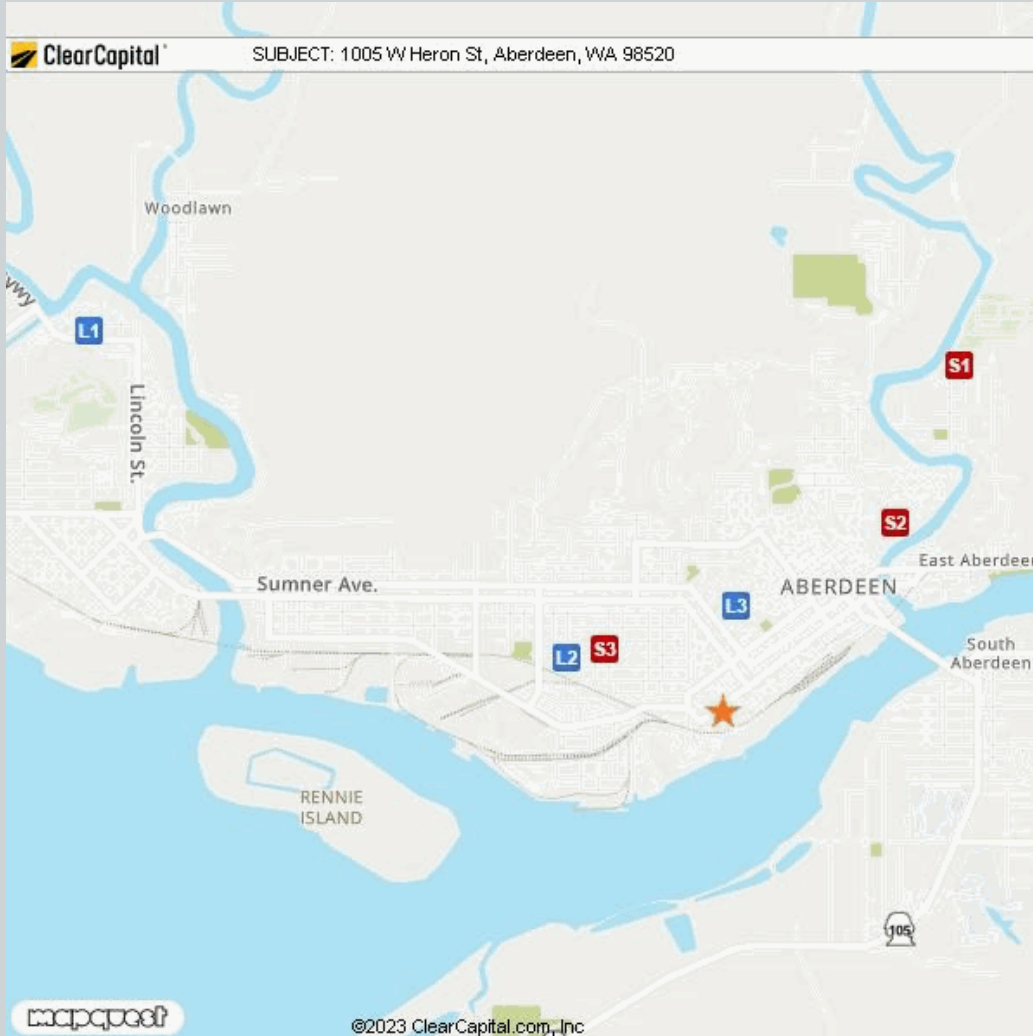 ClearCapital
SUBJECT: 1005 W Heron St, Aberdeen, WA 98520
Woodlawn
L1
S1
Lincoln St.
S2
East Aberdeen
Sumner Ave.
ABERDEEN
L3
L2
S3
South
Aberdeen
RENNIE
ISLAND
105
mapquest
©2023 ClearCapital.com, Inc